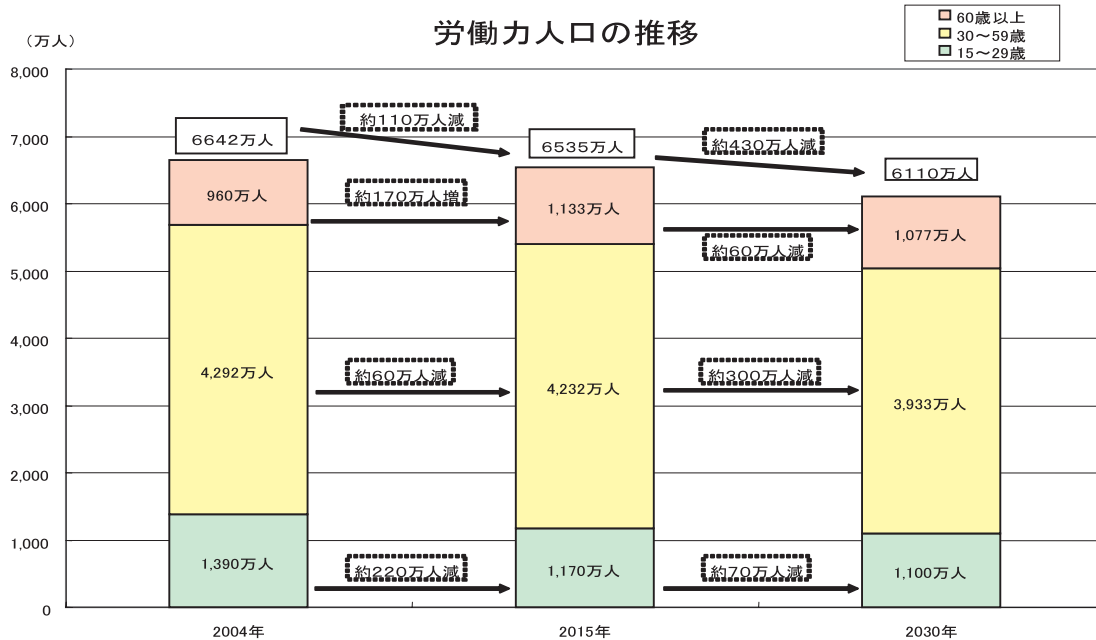 労働力人口の推移
（万人）
60歳以上
30～59歳
15～29歳
8,000
7,000
6,000
5,000
4,000
3,000
2,000
1,000
0
6642万人
約110万人減
6535万人
約430万人減
6110万人
960万人
約170万人増
1,133万人
約60万人減
1,077万人
4,292万人
約60万人減
4,232万人
約300万人減
3,933万人
1,390万人
約220万人減
1,170万人
約70万人減
1,100万人
2004年
2015年
2030年